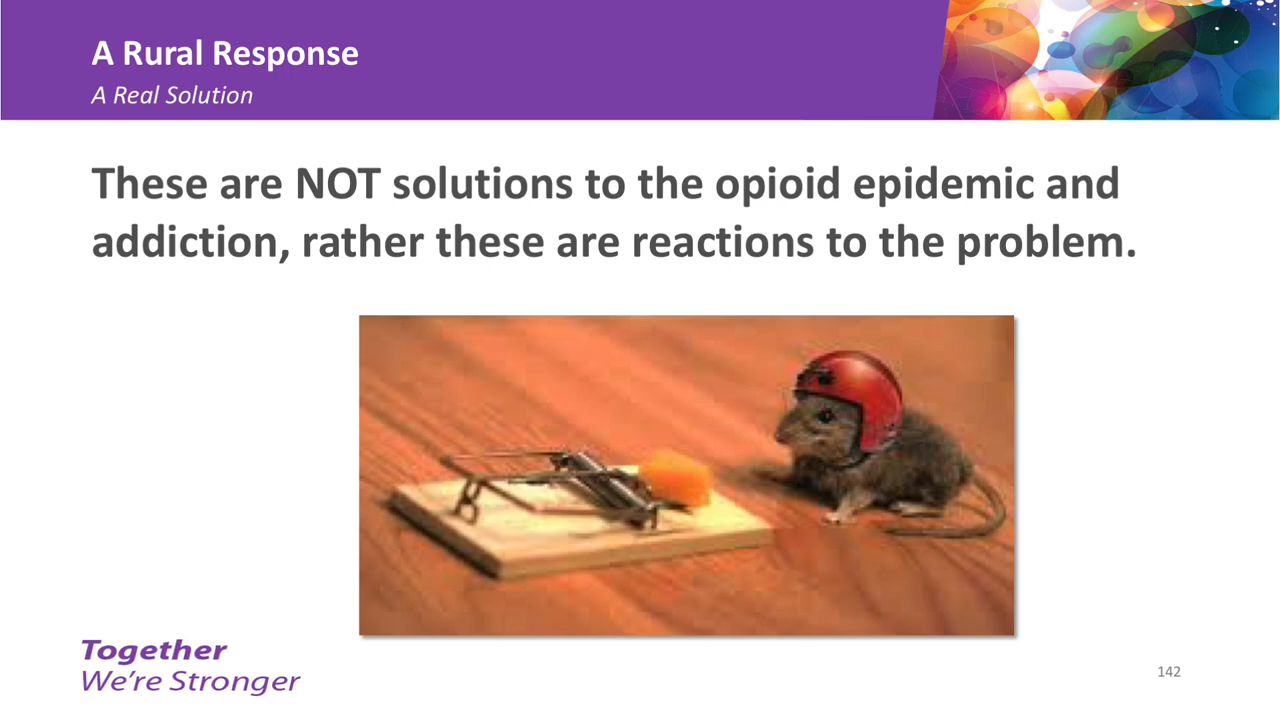 A Rural Response
A Real Solution
These are NOT solutions to the opioid epidemic and
addiction, rather these are reactions to the problem.
Together
We're Stronger
142